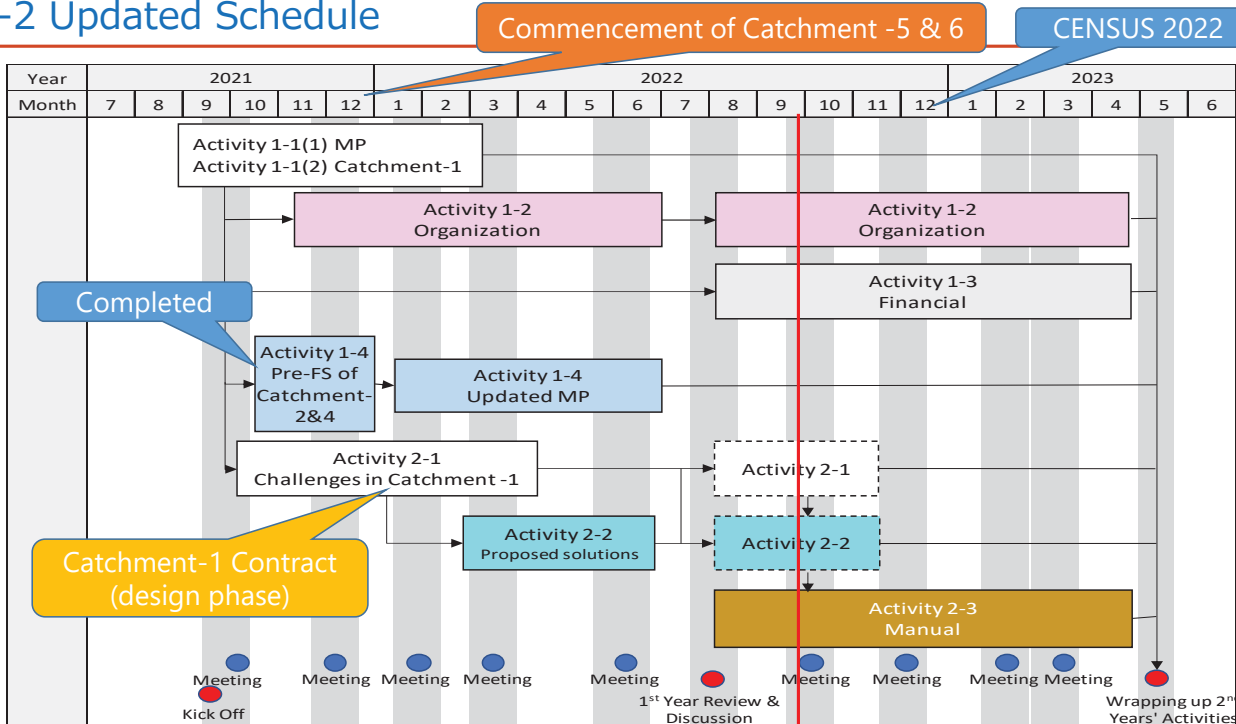 -2 Updated Schedule
Commencement of Catchment -5 & 6
CENSUS 2022
Year 2021 2022 2023
Month 7 8 9 10 11 12 1 2 3 4 5 6 7 8 9 10 11 12 1 2 3 4 5 6
Activity 1-1(1) MP
Activity 1-1(2) Catchment-1
Activity 1-2
Organization
Activity 1-2
Organization
Activity 1-3
Financial
Completed
Activity 1-4
Pre-FS of
Catchment-
2&4
Activity 1-4
Updated MP
Activity 2-1
Challenges in Catchment -1
Activity 2-1
Activity 2-2
Proposed solutions
Activity 2-2
Catchment-1 Contract
(design phase)
Activity 2-3
Manual
Meeting Meeting Meeting Meeting Meeting Meeting Meeting Meeting Meeting
Kick Off
1st Year Review &
Discussion
Wrapping up 2nd
Years' Activities